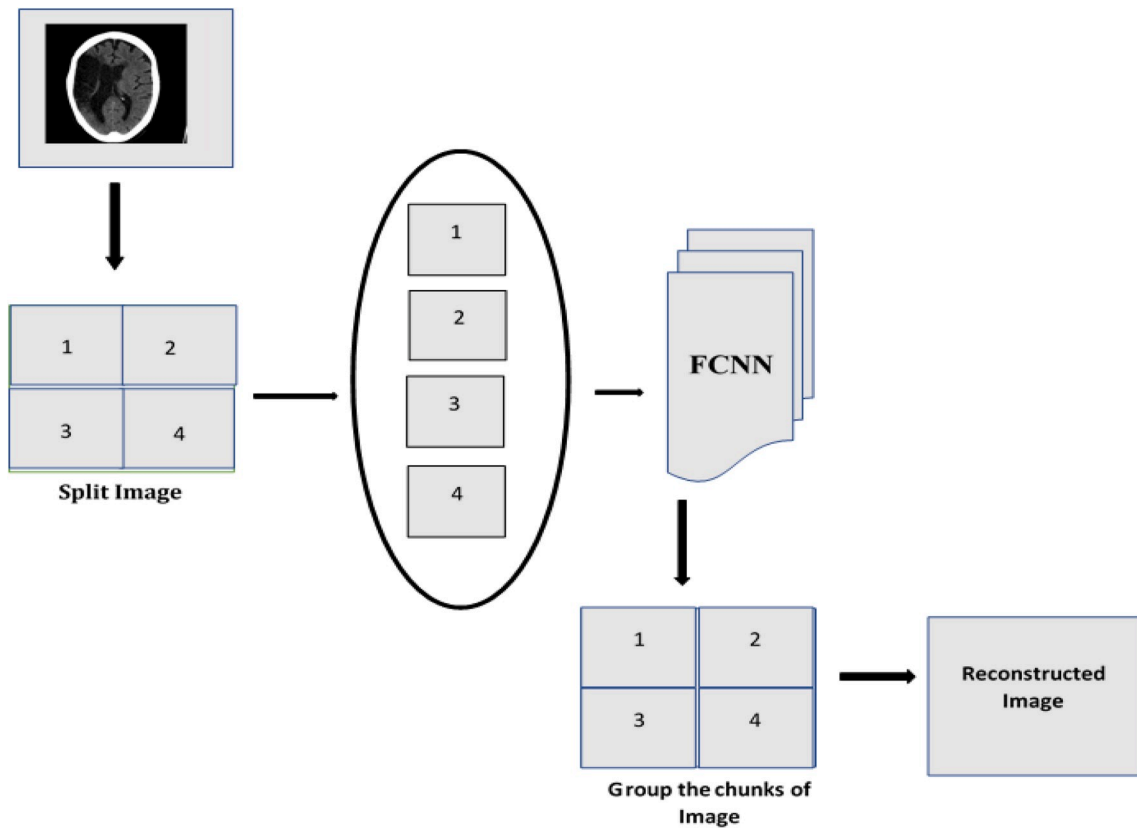 1 2
3 4
Split Image
1
2
3
4
FCNN
1 2
3 4
Group the chunks of
Image
Reconstructed
Image